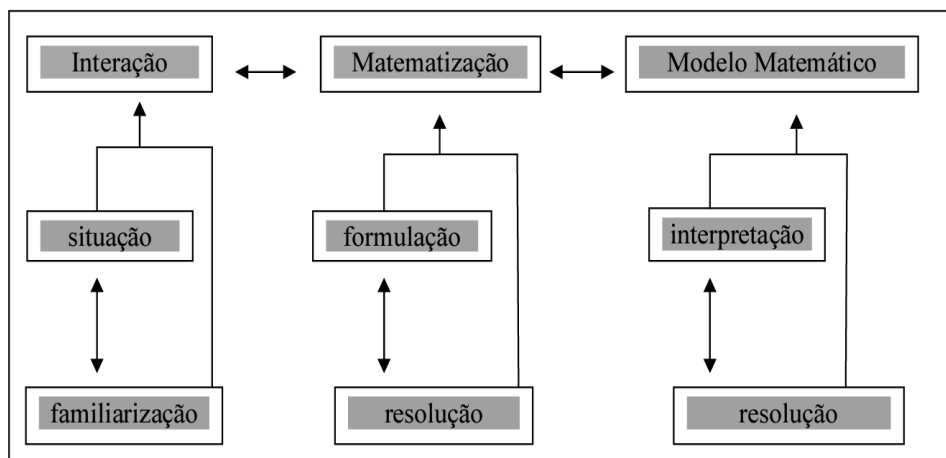 Interação
Matematização
Modelo Matemático
situação
formulação
interpretação
familiarização
resolução
resolução